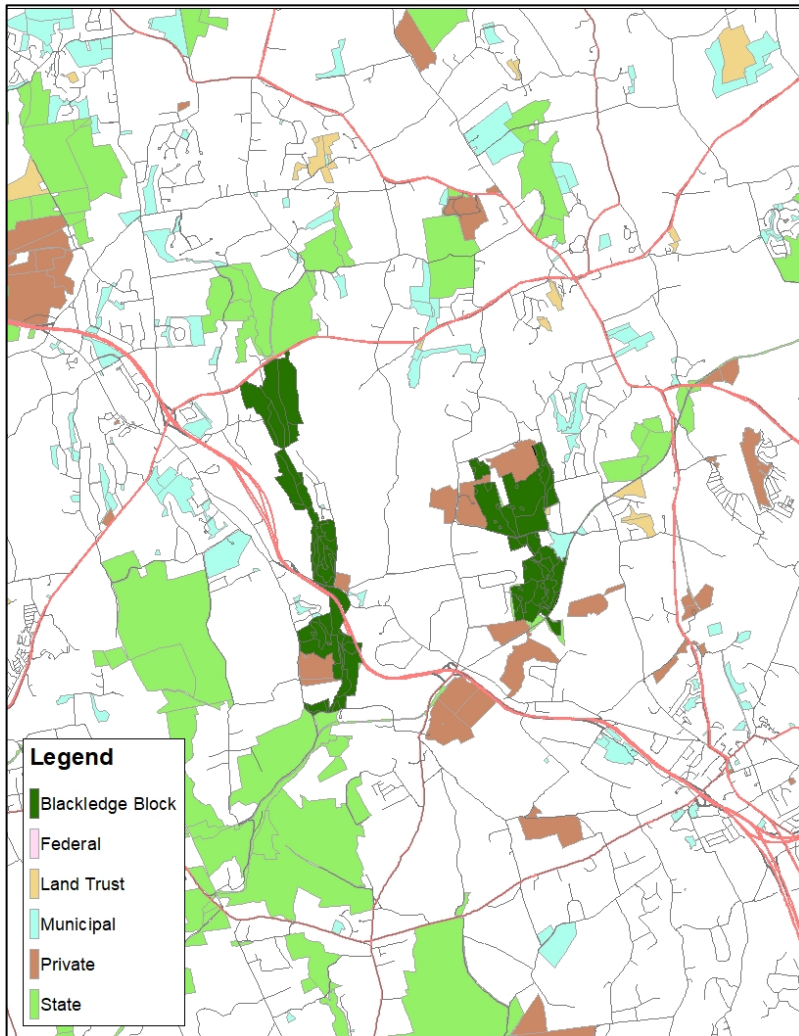 Legend
Blackledge Block
Federal
Land Trust
Municipal
Private
State